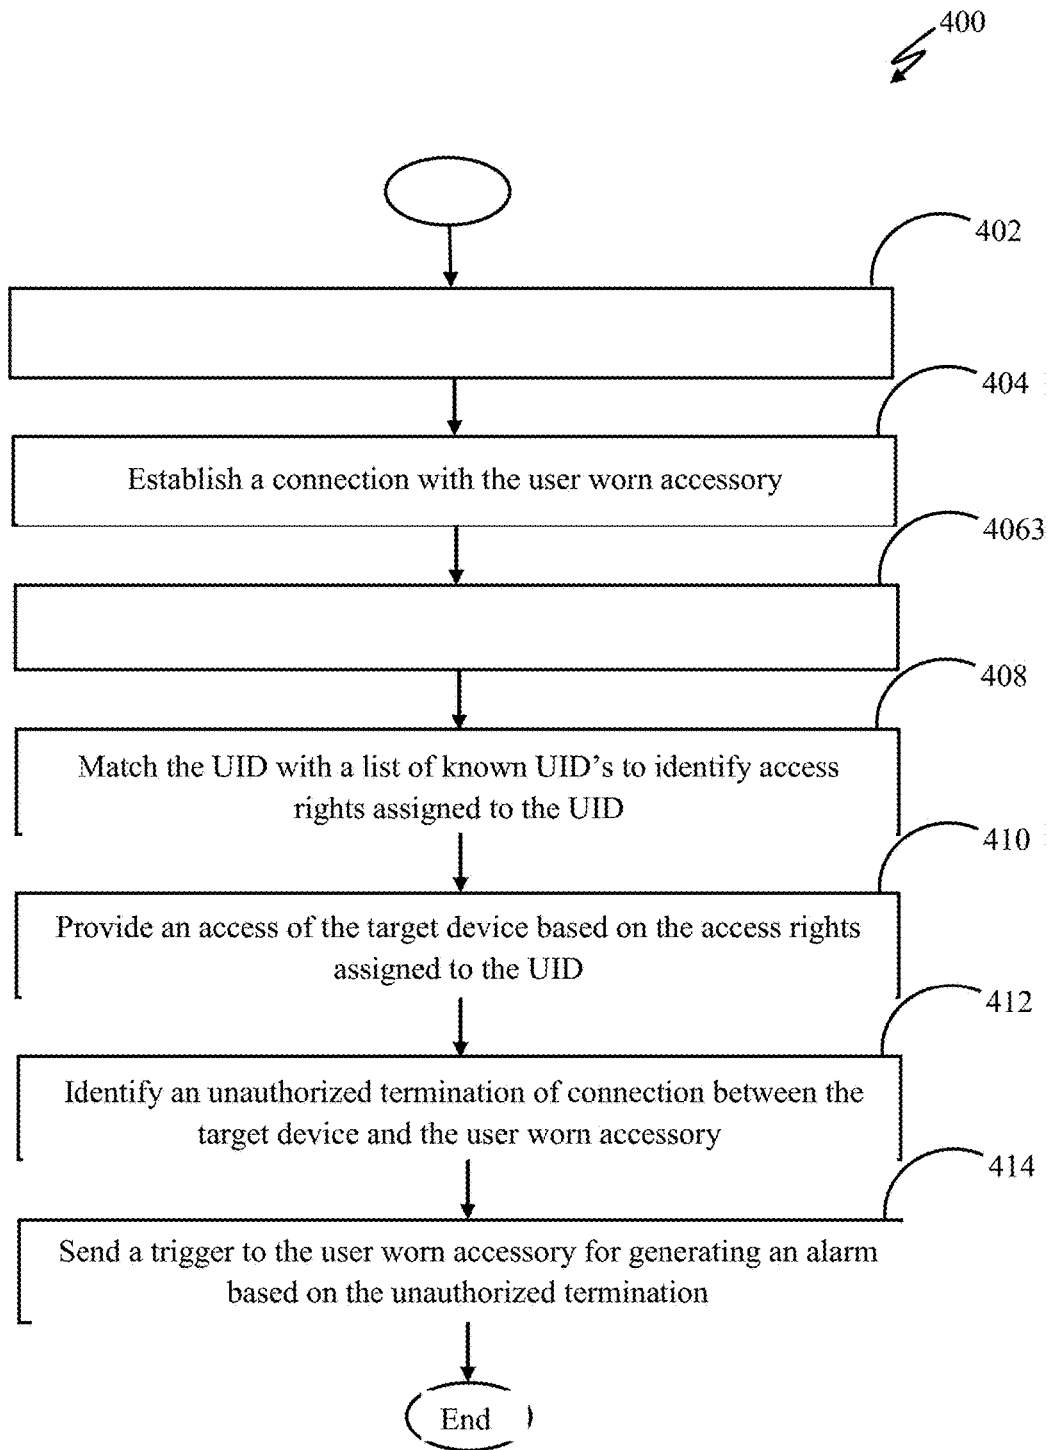 400
402
404
Establish a connection with the user worn accessory
4063
408
Match the UID with a list of known UID's to identify access
rights assigned to the UID
410
Provide an access of the target device based on the access rights
assigned to the UID
412
Identify an unauthorized termination of connection between the
target device and the user worn accessory
414
Send a trigger to the user worn accessory for generating an alarm
based on the unauthorized termination
End